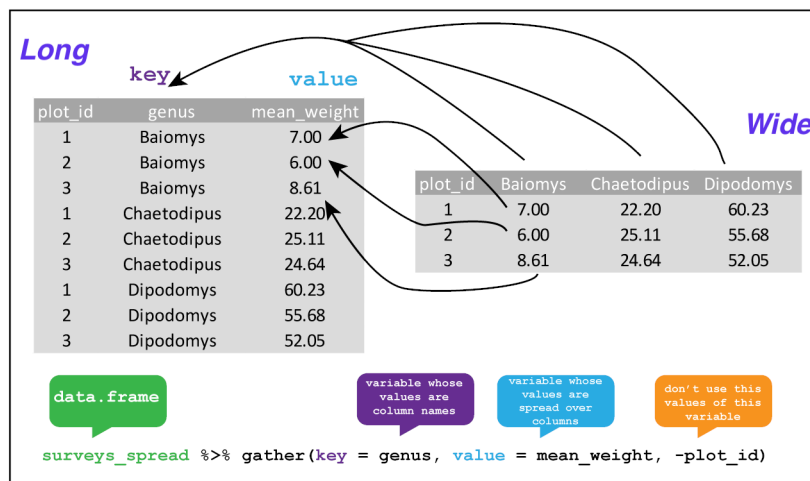 Long
key
value
plot_id genus mean_weight
1 Baiomys 7.00
2 Baiomys 6.00
3 Baiomys 8.61
1 Chaetodipus 22.20
2 Chaetodipus 25.11
3 Chaetodipus 24.64
1 Dipodomys 60.23
2 Dipodomys 55.68
3 Dipodomys 52.05
Wide
plot_id Baiomys Chaetodipus Dipodomys
1 7.00 22.20 60.23
2 6.00 25.11 55.68
3 8.61 24.64 52.05
data.frame
variable whose
values are
column names
variable whose
values are
spread over
columns
don't use this
values of this
variable
surveys_spread %>% gather(key = genus, value = mean_weight, -plot_id)